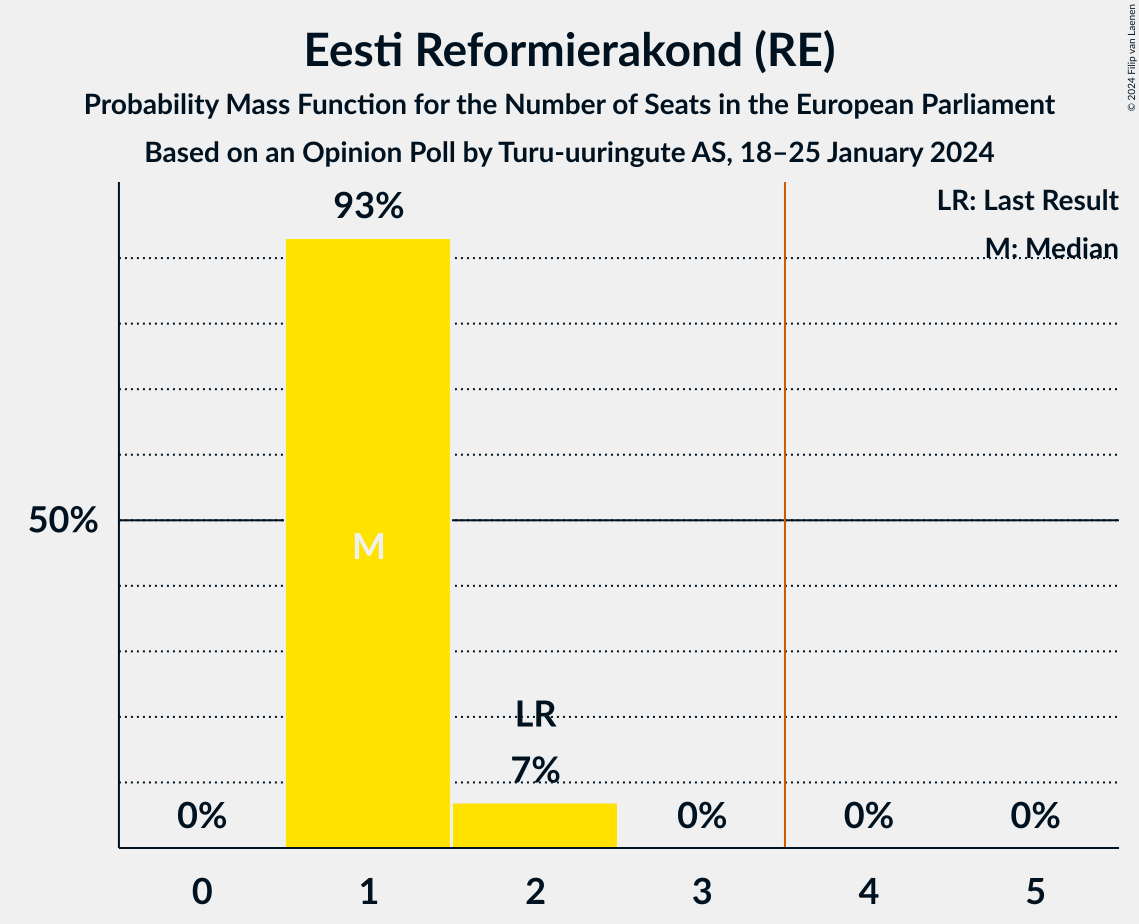 Eesti Reformierakond (RE)
Probability Mass Function for the Number of Seats in the European Parliament
Based on an Opinion Poll by Turu-uuringute AS, 18–25 January 2024
© 2024 Filip van Laenen
LR: Last Result
M: Median
93%
50%
M
LR
7%
0%
0%
0%
0%
0 1 2 3 4 5